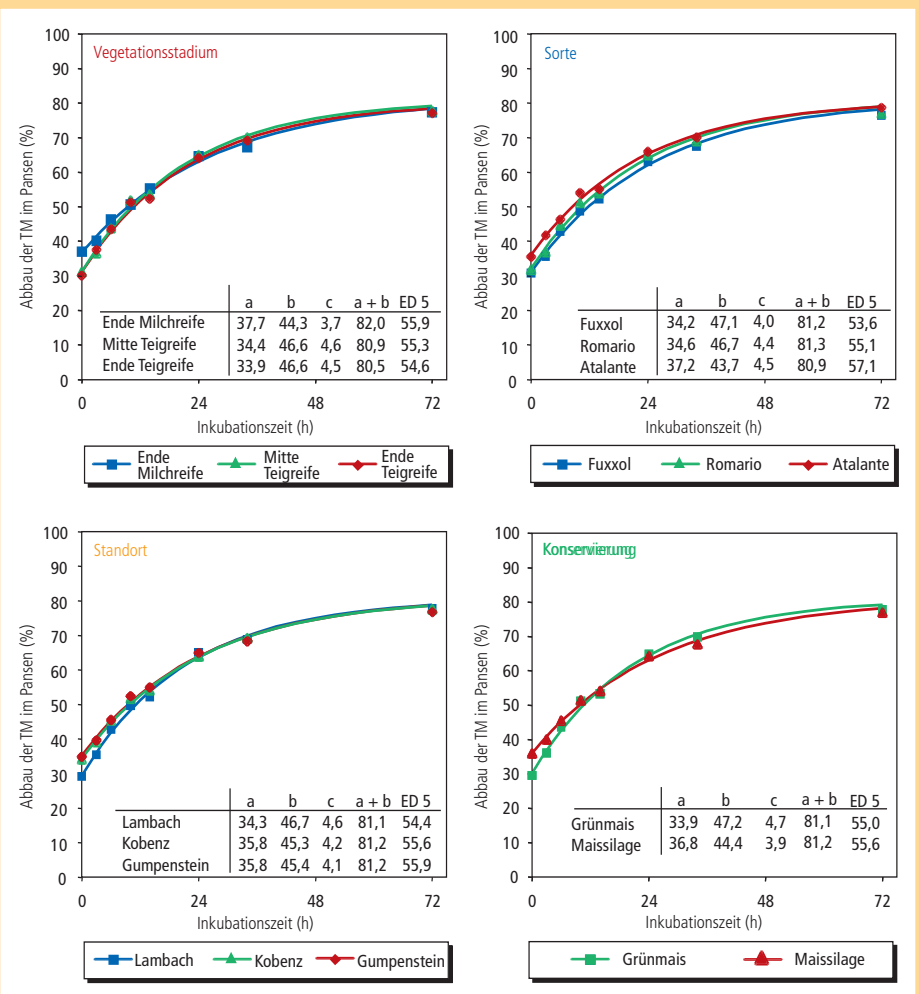 Vegetationsstadium
Abbau der TM im Pansen (%)
100
90
80
70
60
50
40
30
20
10
0
a b c a + b ED 5
Ende Milchreife 37,7 44,3 3,7 82,0 55,9
Mitte Teigreife 34,4 46,6 4,6 80,9 55,3
Ende Teigreife 33,9 46,6 4,5 80,5 54,6
0 24 48 72
Inkubationszeit (h)
Ende Milchreife
Mitte Teigreife
Ende Teigreife
Sorte
Abbau der TM im Pansen (%)
100
90
80
70
60
50
40
30
20
10
0
a b c a + b ED 5
Fuxxol 34,2 47,1 4,0 81,2 53,6
Romario 34,6 46,7 4,4 81,3 55,1
Atalante 37,2 43,7 4,5 80,9 57,1
0 24 48 72
Inkubationszeit (h)
Fuxxol Romario Atalante
Standort
Abbau der TM im Pansen (%)
100
90
80
70
60
50
40
30
20
10
0
a b c a + b ED 5
Lambach 34,3 46,7 4,6 81,1 54,4
Kobenz 35,8 45,3 4,2 81,2 55,6
Gumpenstein 35,8 45,4 4,1 81,2 55,9
0 24 48 72
Inkubationszeit (h)
Lambach Kobenz Gumpenstein
Konservierung
Abbau der TM im Pansen (%)
100
90
80
70
60
50
40
30
20
10
0
a b c a + b ED 5
Grünmais 33,9 47,2 4,7 81,1 55,0
Maissilage 36,8 44,4 3,9 81,2 55,6
0 24 48 72
Inkubationszeit (h)
Grünmais Maissilage